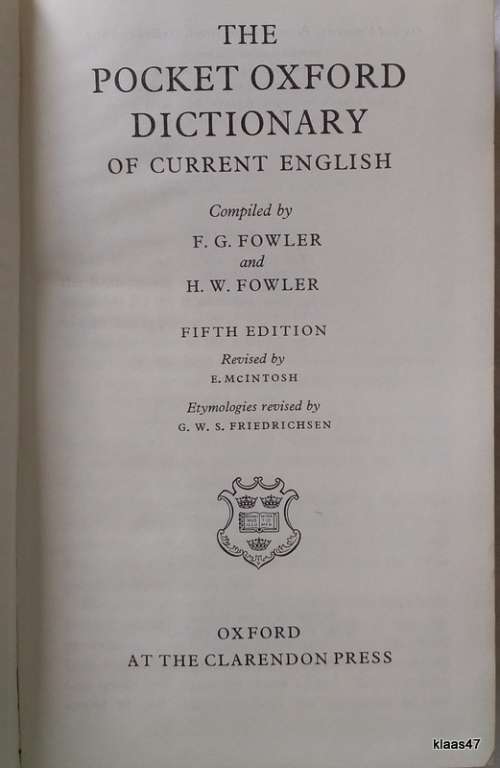 THE
POCKET OXFORD
DICTIONARY
OF CURRENT ENGLISH
Compiled by
F. G. FOWLER
and
H. W. FOWLER
FIFTH EDITION
Revised by
E. MCINTOSH
Etymologies revised by
G. W. S. FRIEDRICHSEN
OXFORD
AT THE CLARENDON PRESS
klaas47